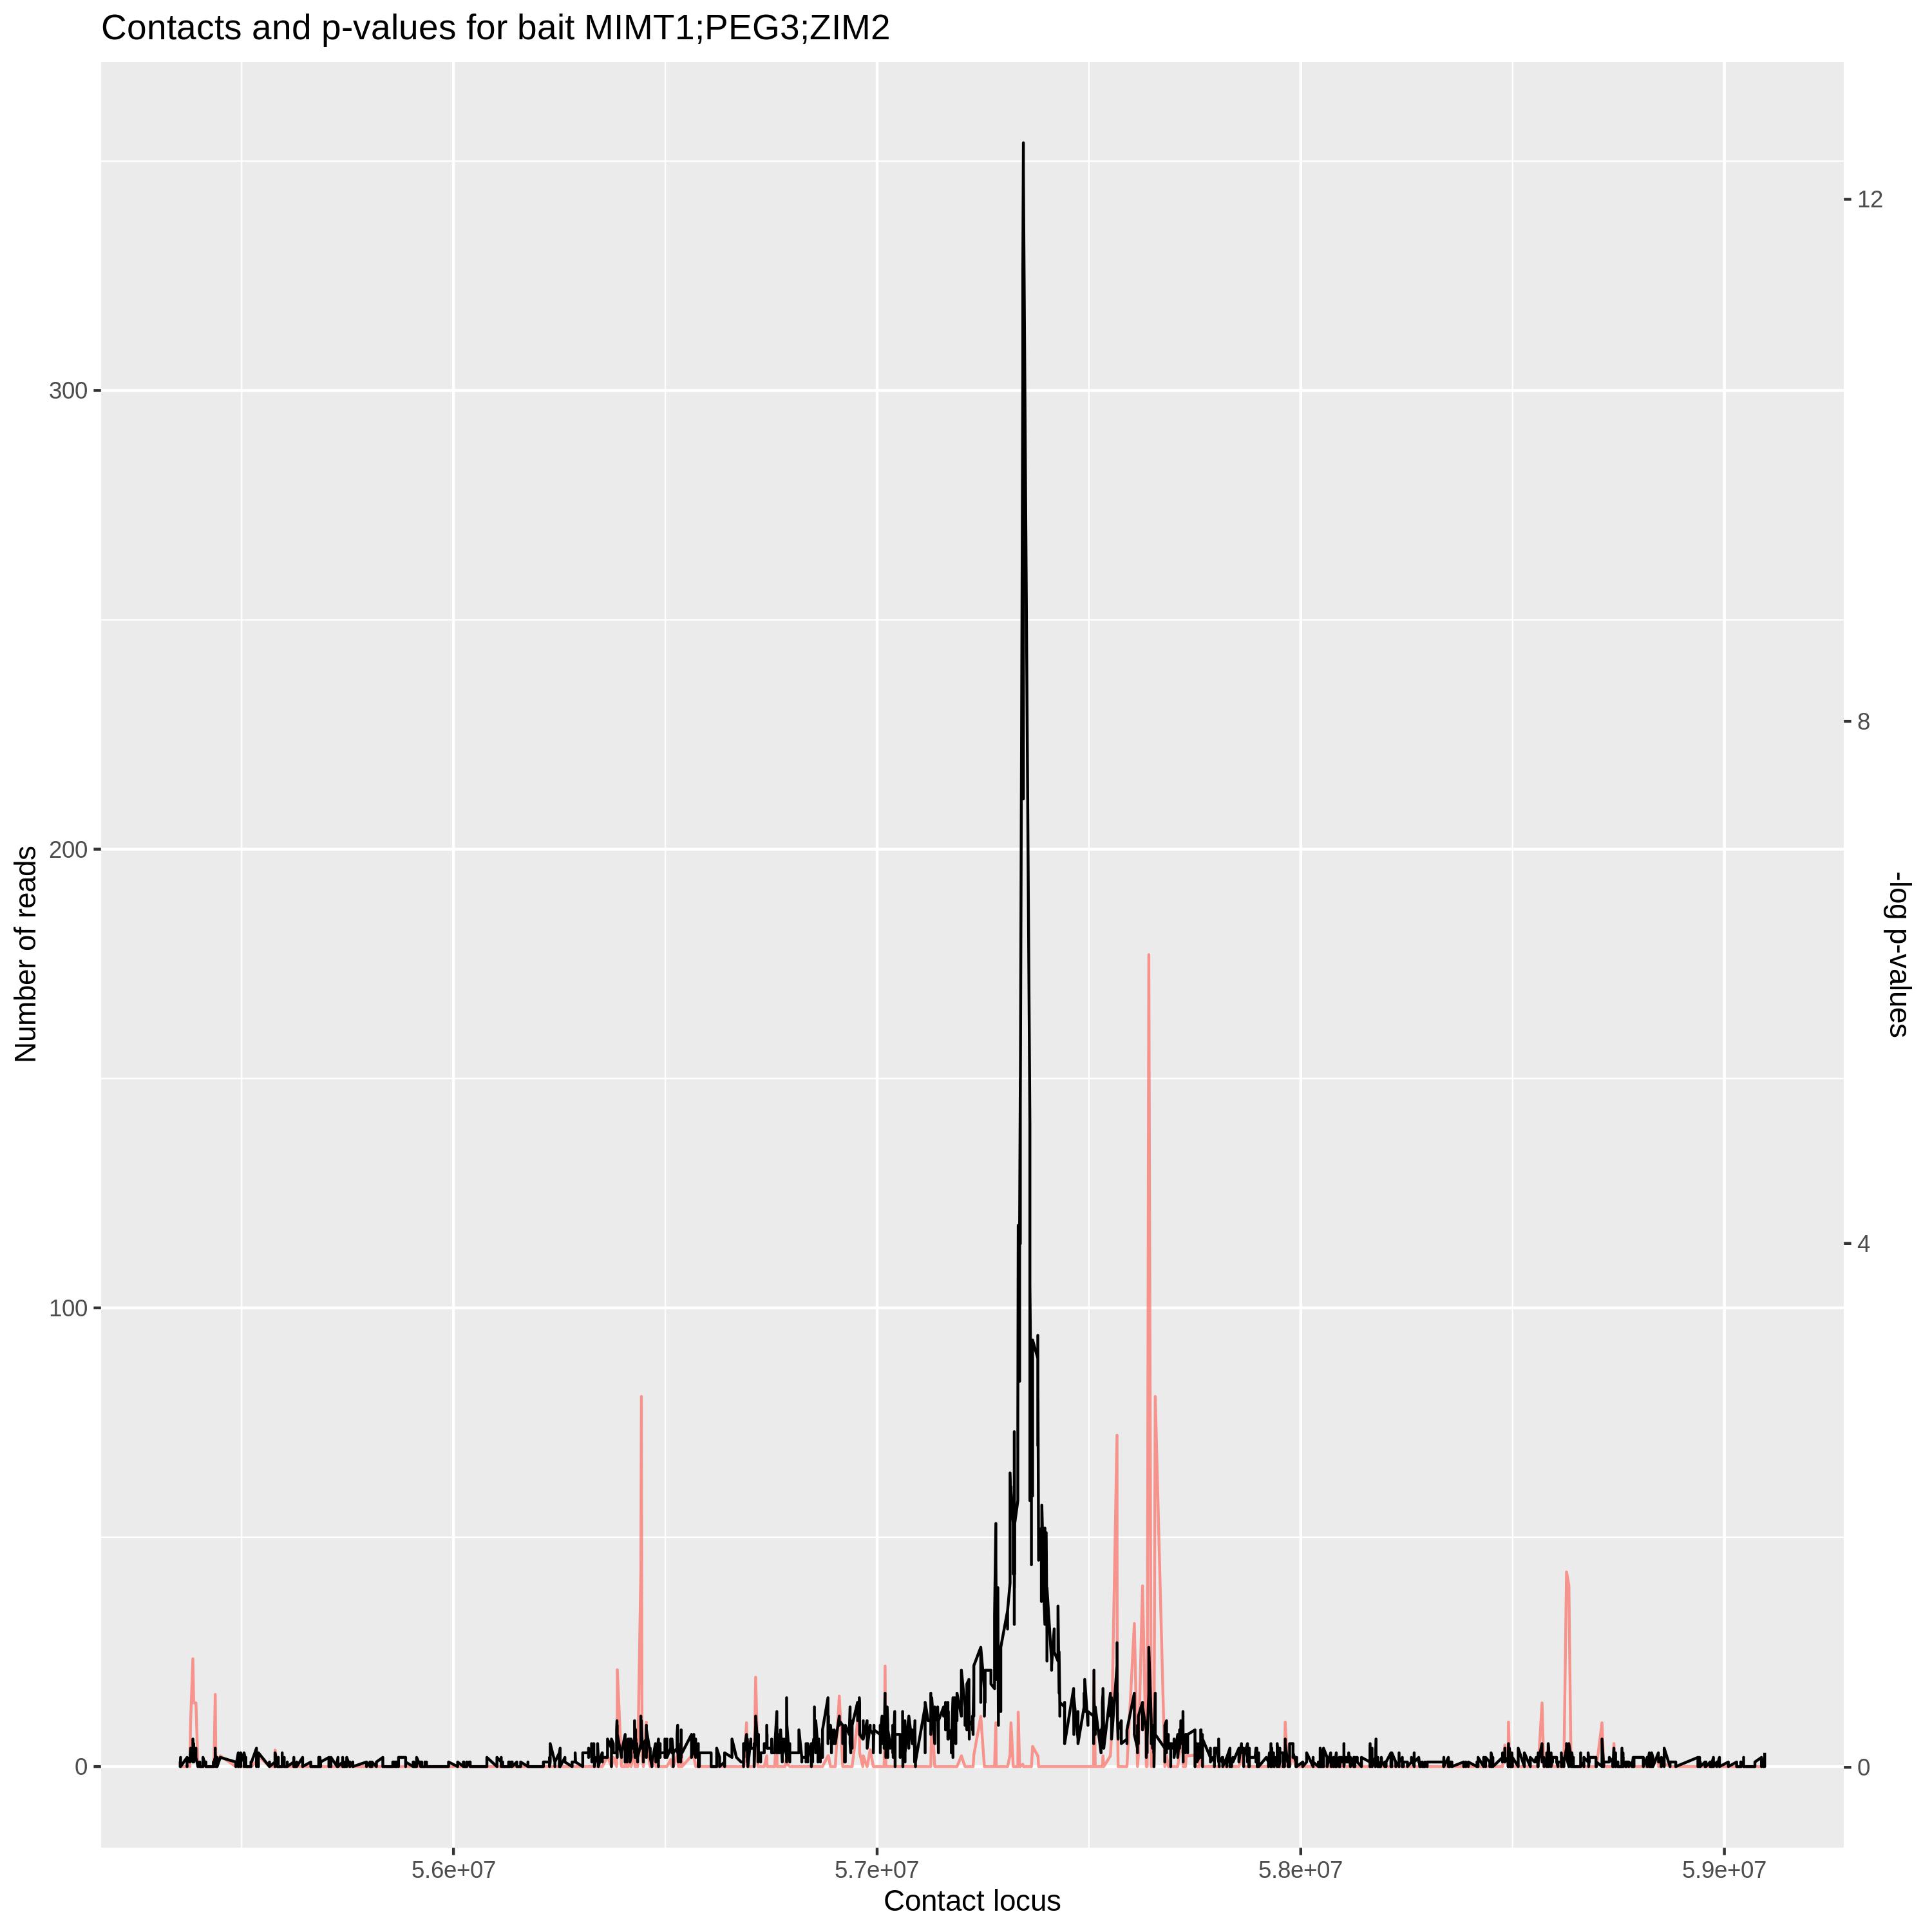 Contacts and p-values for bait MIMT1;PEG3;ZIM2
Number of reads
300
200
100
0
12
8
4
0
-log p-values
5.6e+07
5.7e+07
5.8e+07
5.9e+07
Contact locus